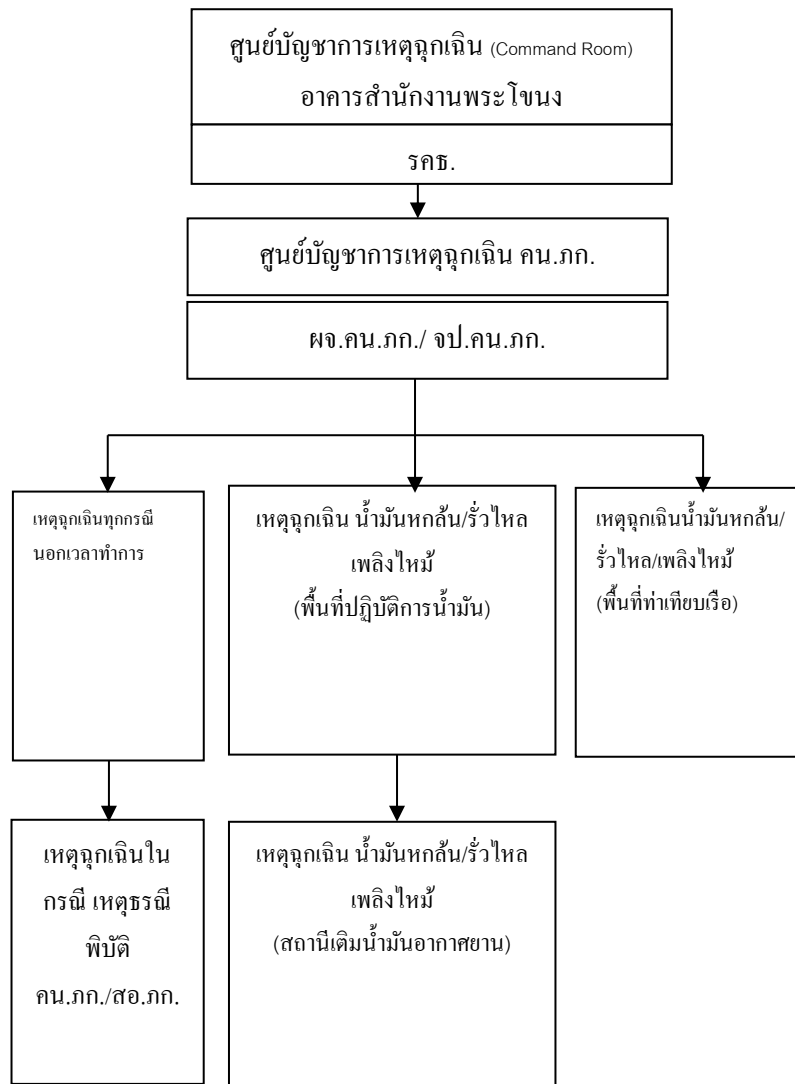 ศูนย์บัญชาการเหตุฉุกเฉิน (Command Room)
อาคารสำนักงานพระโขนง
รคธ.
ศูนย์บัญชาการเหตุฉุกเฉิน คน.ภก.
ผจ.คน.ภก./ จป.คน.ภก.
เหตุฉุกเฉินทุกกรณี
นอกเวลาทำการ
เหตุฉุกเฉิน น้ำมันหกล้น/รั่วไหล
เพลิงไหม้
(พื้นที่ปฏิบัติการน้ำมัน)
เหตุฉุกเฉินน้ำมันหกล้น/
รั่วไหล/เพลิงไหม้
(พื้นที่ท่าเทียบเรือ)
เหตุฉุกเฉินใน
กรณี เหตุธรณี
พิบัติ
คน.ภก./สอ.ภก.
เหตุฉุกเฉิน น้ำมันหกล้น/รั่วไหล
เพลิงไหม้
(สถานีเติมน้ำมันอากาศยาน)